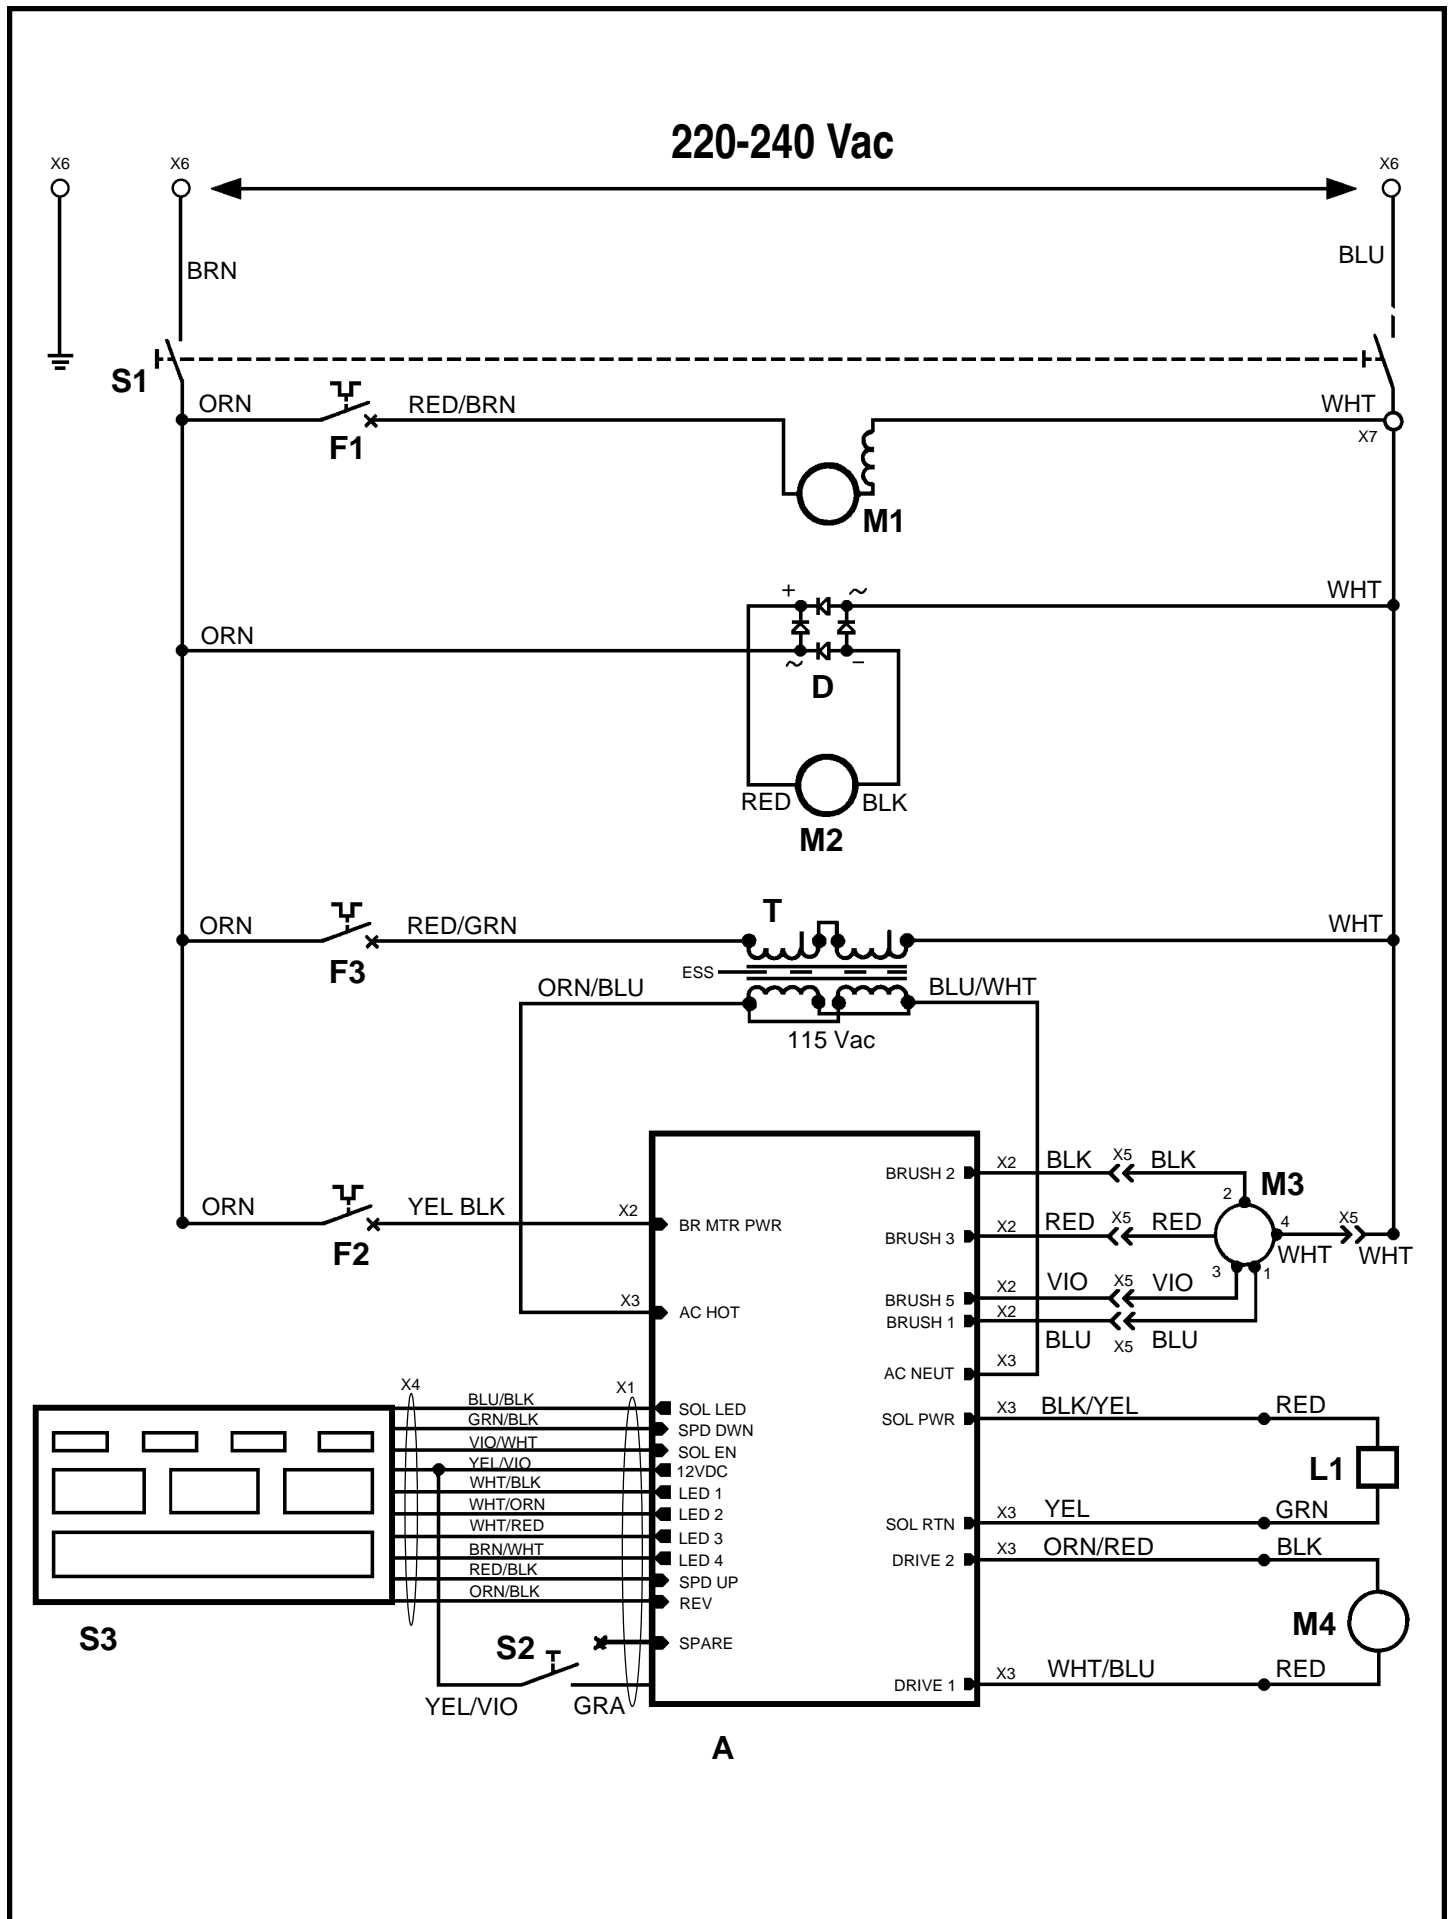 220-240 Vac
X6 X6 X6
BRN BLU
S1
ORN RED/BRN WHT
F1 X7
M1
+ ~ WHT
ORN
~ −
D
RED BLK
M2
T
ORN RED/GRN WHT
F3 ESS
ORN/BLU BLU/WHT
115 Vac
BRUSH 2 X2 BLK X5 BLK
2 M3
ORN YEL BLK X2 BR MTR PWR
F2
BRUSH 3 X2 RED X5 RED 4 X5
WHT WHT
3 1
BRUSH 5 X2 VIO X5 VIO
X3 AC HOT
BRUSH 1 X2 BLU X5 BLU
AC NEUT X3
X4 X1
BLU/BLK SOL LED
GRN/BLK SPD DWN
VIO/WHT SOL EN
YEL/VIO 12VDC
WHT/BLK LED 1
WHT/ORN LED 2
WHT/RED LED 3
BRN/WHT LED 4
RED/BLK SPD UP
ORN/BLK REV
SPARE
SOL PWR X3 BLK/YEL RED
L1
SOL RTN X3 YEL GRN
DRIVE 2 X3 ORN/RED BLK
M4
DRIVE 1 X3 WHT/BLU RED
S3
S2
YEL/VIO GRA
A